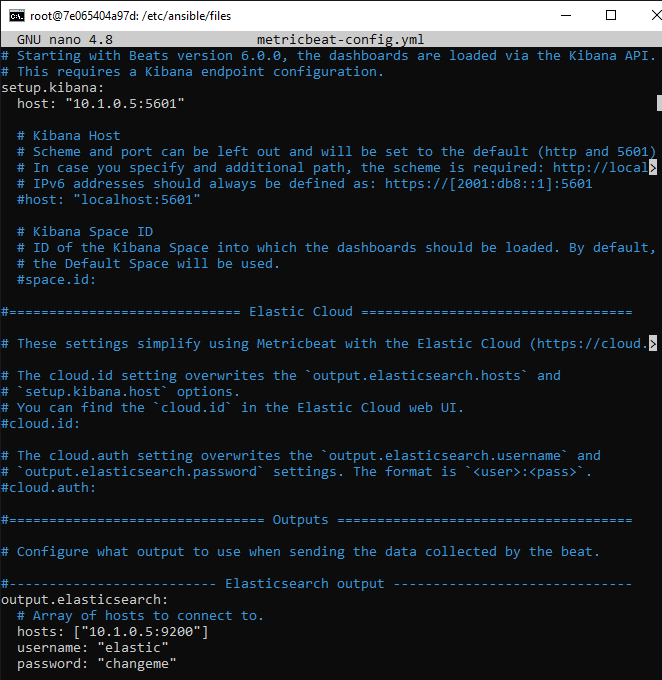 root@7e065404a97d: /etc/ansible/files
GNU nano 4.8 metricbeat-config.yml
# Starting with Beats version 6.0.0, the dashboards are loaded via the Kibana API.
# This requires a Kibana endpoint configuration.
setup.kibana:
  host: "10.1.0.5:5601"
  # Kibana Host
  # Scheme and port can be left out and will be set to the default (http and 5601)
  # In case you specify and additional path, the scheme is required: http://local>
  # IPv6 addresses should always be defined as: https://[2001:db8::1]:5601
  #host: "localhost:5601"
  # Kibana Space ID
  # ID of the Kibana Space into which the dashboards should be loaded. By default,
  # the Default Space will be used.
  #space.id:
#============================= Elastic Cloud ==================================
# These settings simplify using Metricbeat with the Elastic Cloud (https://cloud.>
# The cloud.id setting overwrites the `output.elasticsearch.hosts` and
# `setup.kibana.host` options.
# You can find the `cloud.id` in the Elastic Cloud web UI.
#cloud.id:
# The cloud.auth setting overwrites the `output.elasticsearch.username` and
# `output.elasticsearch.password` settings. The format is `<user>:<pass>`.
#cloud.auth:
#================================ Outputs =====================================
# Configure what output to use when sending the data collected by the beat.
#-------------------------- Elasticsearch output ------------------------------
output.elasticsearch:
  # Array of hosts to connect to.
  hosts: ["10.1.0.5:9200"]
  username: "elastic"
  password: "changeme"